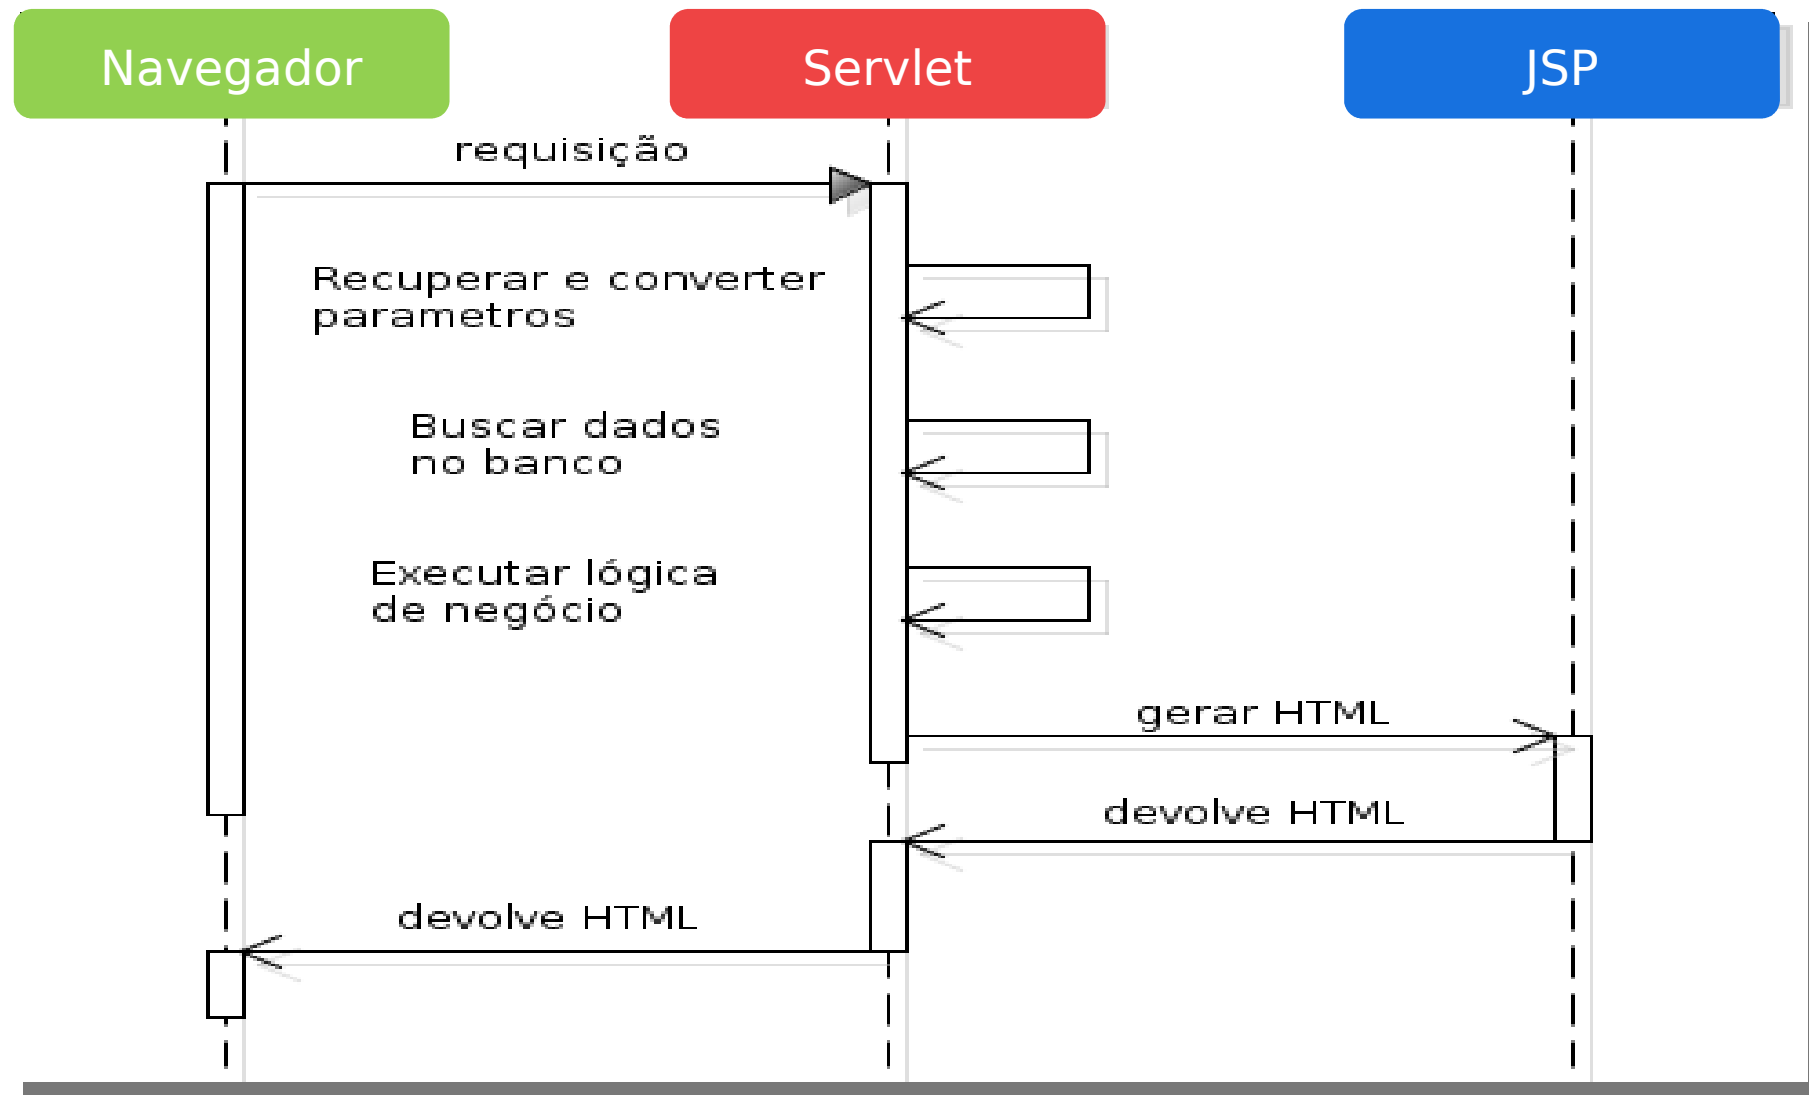 Navegador
Servlet
JSP
requisição
Recuperar e converter
parametros
Buscar dados
no banco
Executar lógica
de negócio
gerar HTML
devolve HTML
devolve HTML